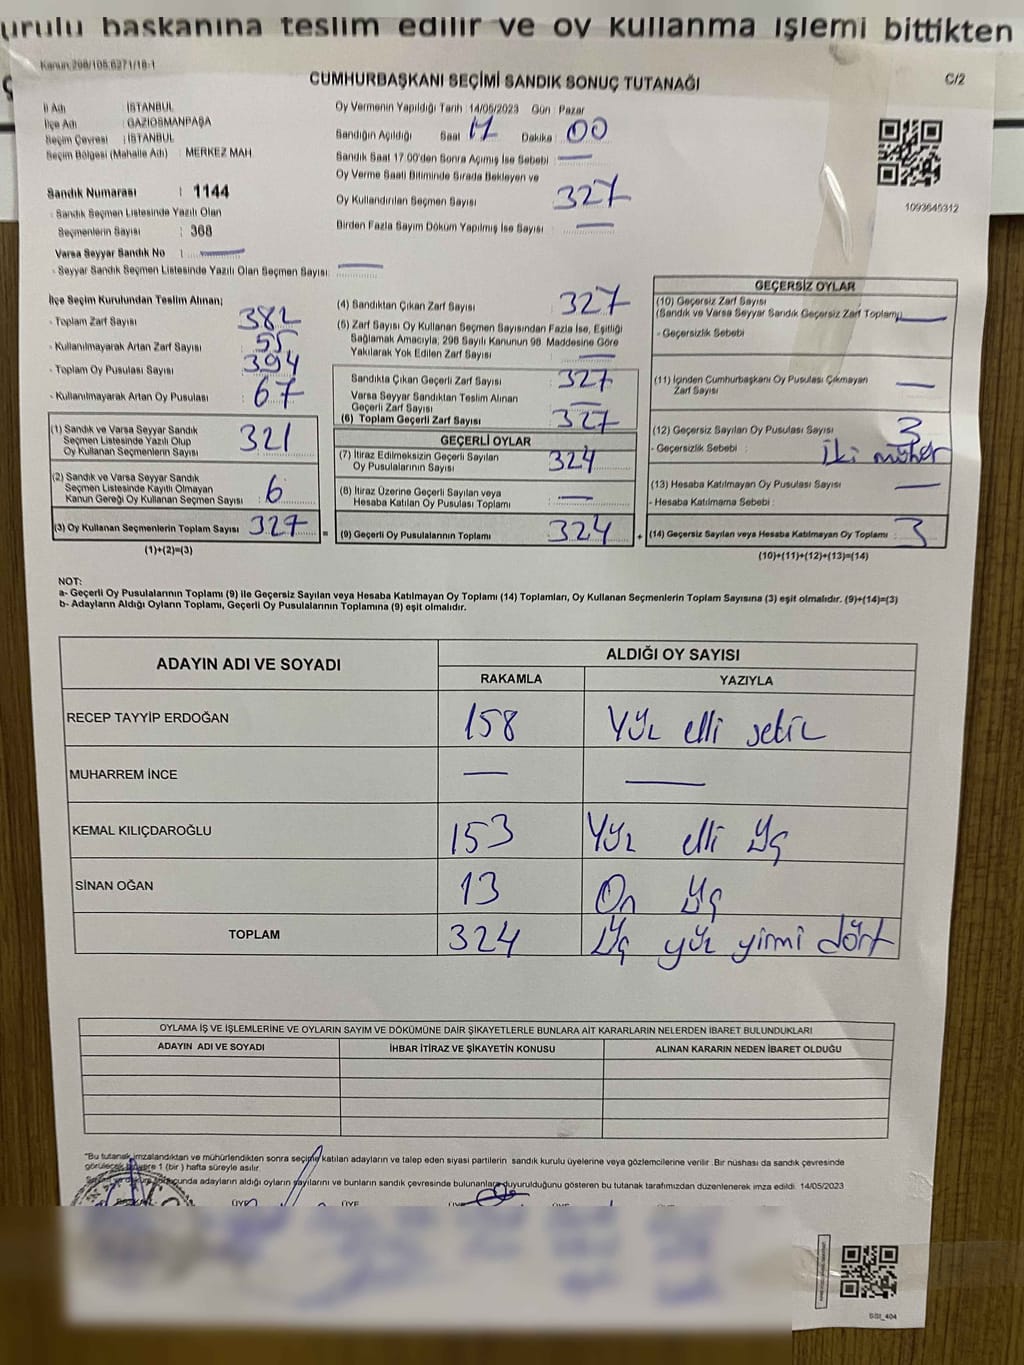 urulu başkanına teslim edilir ve oy kullanma işlemi bittikten
Kanun:298/105,6271/18-1
CUMHURBAŞKANI SEÇİMİ SANDIK SONUÇ TUTANAĞI
C/2
İl Adı : İSTANBUL
İlçe Adı : GAZİOSMANPAŞA
Seçim Çevresi : İSTANBUL
Seçim Bölgesi (Mahalle Adı) : MERKEZ MAH.
Sandık Numarası : 1144
- Sandık Seçmen Listesinde Yazılı Olan
Seçmenlerin Sayısı : 368
Varsa Seyyar Sandık No :
- Seyyar Sandık Seçmen Listesinde Yazılı Olan Seçmen Sayısı:
Oy Vermenin Yapıldığı Tarih :14/05/2023 Gün : Pazar
Sandığın Açıldığı Saat 17 Dakika : 00
Sandık Saat 17.00'den Sonra Açımış İse Sebebi :
Oy Verme Saati Bitiminde Sırada Bekleyen ve
Oy Kullandırılan Seçmen Sayısı : 327
Birden Fazla Sayım Döküm Yapılmış İse Sayısı :
1093645312
İlçe Seçim Kurulundan Teslim Alınan;
- Toplam Zarf Sayısı : 382
- Kullanılmayarak Artan Zarf Sayısı : 55
- Toplam Oy Pusulası Sayısı : 394
- Kullanılmayarak Artan Oy Pusulası : 67
(1) Sandık ve Varsa Seyyar Sandık
Seçmen Listesinde Yazılı Olup
Oy Kullanan Seçmenlerin Sayısı : 321
(2) Sandık ve Varsa Seyyar Sandık
Seçmen Listesinde Kayıtlı Olmayan
Kanun Gereği Oy Kullanan Seçmen Sayısı : 6
(3) Oy Kullanan Seçmenlerin Toplam Sayısı : 327 =
(1)+(2)=(3)
(4) Sandıktan Çıkan Zarf Sayısı : 327
(5) Zarf Sayısı Oy Kullanan Seçmen Sayısından Fazla İse, Eşitliği
Sağlamak Amacıyla, 298 Sayılı Kanunun 98. Maddesine Göre
Yakılarak Yok Edilen Zarf Sayısı :
Sandıkta Çıkan Geçerli Zarf Sayısı : 327
Varsa Seyyar Sandıktan Teslim Alınan
Geçerli Zarf Sayısı :
(6) Toplam Geçerli Zarf Sayısı : 327
GEÇERLİ OYLAR
(7) İtiraz Edilmeksizin Geçerli Sayılan
Oy Pusulalarının Sayısı : 324
(8) İtiraz Üzerine Geçerli Sayılan veya
Hesaba Katılan Oy Pusulaları Toplamı :
(9) Geçerli Oy Pusulalarının Toplamı : 324 +
GEÇERSİZ OYLAR
(10) Geçersiz Zarf Sayısı
(Sandık ve Varsa Seyyar Sandık Geçersiz Zarf Toplamı)
- Geçersizlik Sebebi :
(11) İçinden Cumhurbaşkanı Oy Pusulası Çıkmayan
Zarf Sayısı :
(12) Geçersiz Sayılan Oy Pusulası Sayısı : 3
- Geçersizlik Sebebi : İki mühür
(13) Hesaba Katılmayan Oy Pusulası Sayısı :
- Hesaba Katılmama Sebebi :
(14) Geçersiz Sayılan veya Hesaba Katılmayan Oy Toplamı : 3
(10)+(11)+(12)+(13)=(14)
NOT:
a- Geçerli Oy Pusulalarının Toplamı (9) ile Geçersiz Sayılan veya Hesaba Katılmayan Oy Toplamı (14) Toplamları, Oy Kullanan Seçmenlerin Toplam Sayısına (3) eşit olmalıdır. (9)+(14)=(3)
b- Adayların Aldığı Oyların Toplamı, Geçerli Oy Pusulalarının Toplamına (9) eşit olmalıdır.
ADAYIN ADI VE SOYADI
ALDIĞI OY SAYISI
RAKAMLA YAZIYLA
RECEP TAYYİP ERDOĞAN 158 Yüz elli sekiz
MUHARREM İNCE
KEMAL KILIÇDAROĞLU 153 Yüz elli üç
SİNAN OĞAN 13 On üç
TOPLAM 324 Üç yüz yirmi dört
OYLAMA İŞ VE İŞLEMLERİNE VE OYLARIN SAYIM VE DÖKÜMÜNE DAİR ŞİKAYETLERLE BUNLARA AİT KARARLARIN NELERDEN İBARET BULUNDUKLARI
ADAYIN ADI VE SOYADI İHBAR İTİRAZ VE ŞİKAYETİN KONUSU ALINAN KARARIN NEDEN İBARET OLDUĞU
"Bu tutanak imzalandıktan ve mühürlendikten sonra seçime katılan adayların ve talep eden siyasi partilerin sandık kurulu üyelerine veya gözlemcilerine verilir .Bir nüshası da sandık çevresinde
görülecek bir yere 1 (bir ) hafta süreyle asılır.
sonucunda adayların aldığı oyların sayılarını ve bunların sandık çevresinde bulunanlara duyurulduğunu gösteren bu tutanak tarafımızdan düzenlenerek imza edildi. 14/05/2023
ÜYE ÜYE ÜYE